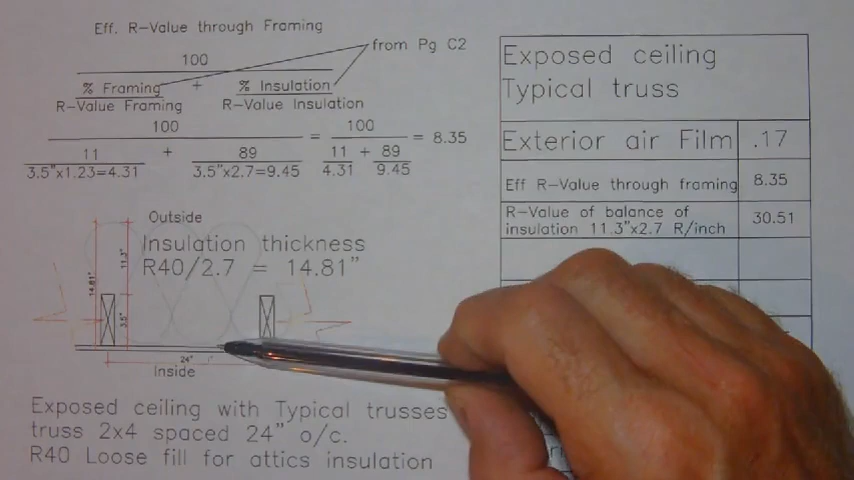 Eff. R-Value through Framing
100
from Pg C2
% Framing + % Insulation
R-Value Framing R-Value Insulation
100 = 100 = 8.35
11 + 89 11 + 89
3.5"x1.23=4.31 3.5"x2.7=9.45 4.31 9.45
Outside
Insulation thickness
R40/2.7 = 14.81"
14.81"
11.3"
3.5"
24"
Inside
Exposed ceiling with Typical trusses
truss 2x4 spaced 24" o/c.
R40 Loose fill for attics insulation
Exposed ceiling
Typical truss
Exterior air Film .17
Eff R-Value through framing 8.35
R-Value of balance of
insulation 11.3"x2.7 R/inch 30.51